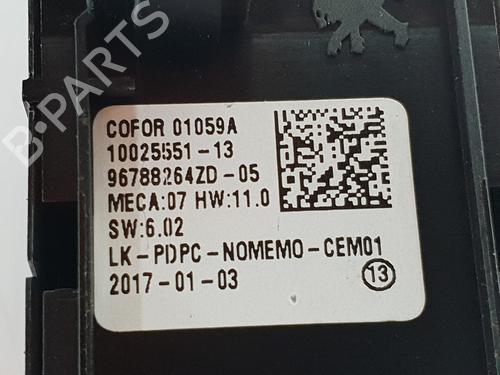 B-PARTS
COFOR 01059A
10025551-13
96788264ZD-05
MECA:07 HW:11.0
SW:6.02
LK-PDPC-NOMEMO-CEM01
2017-01-03
13